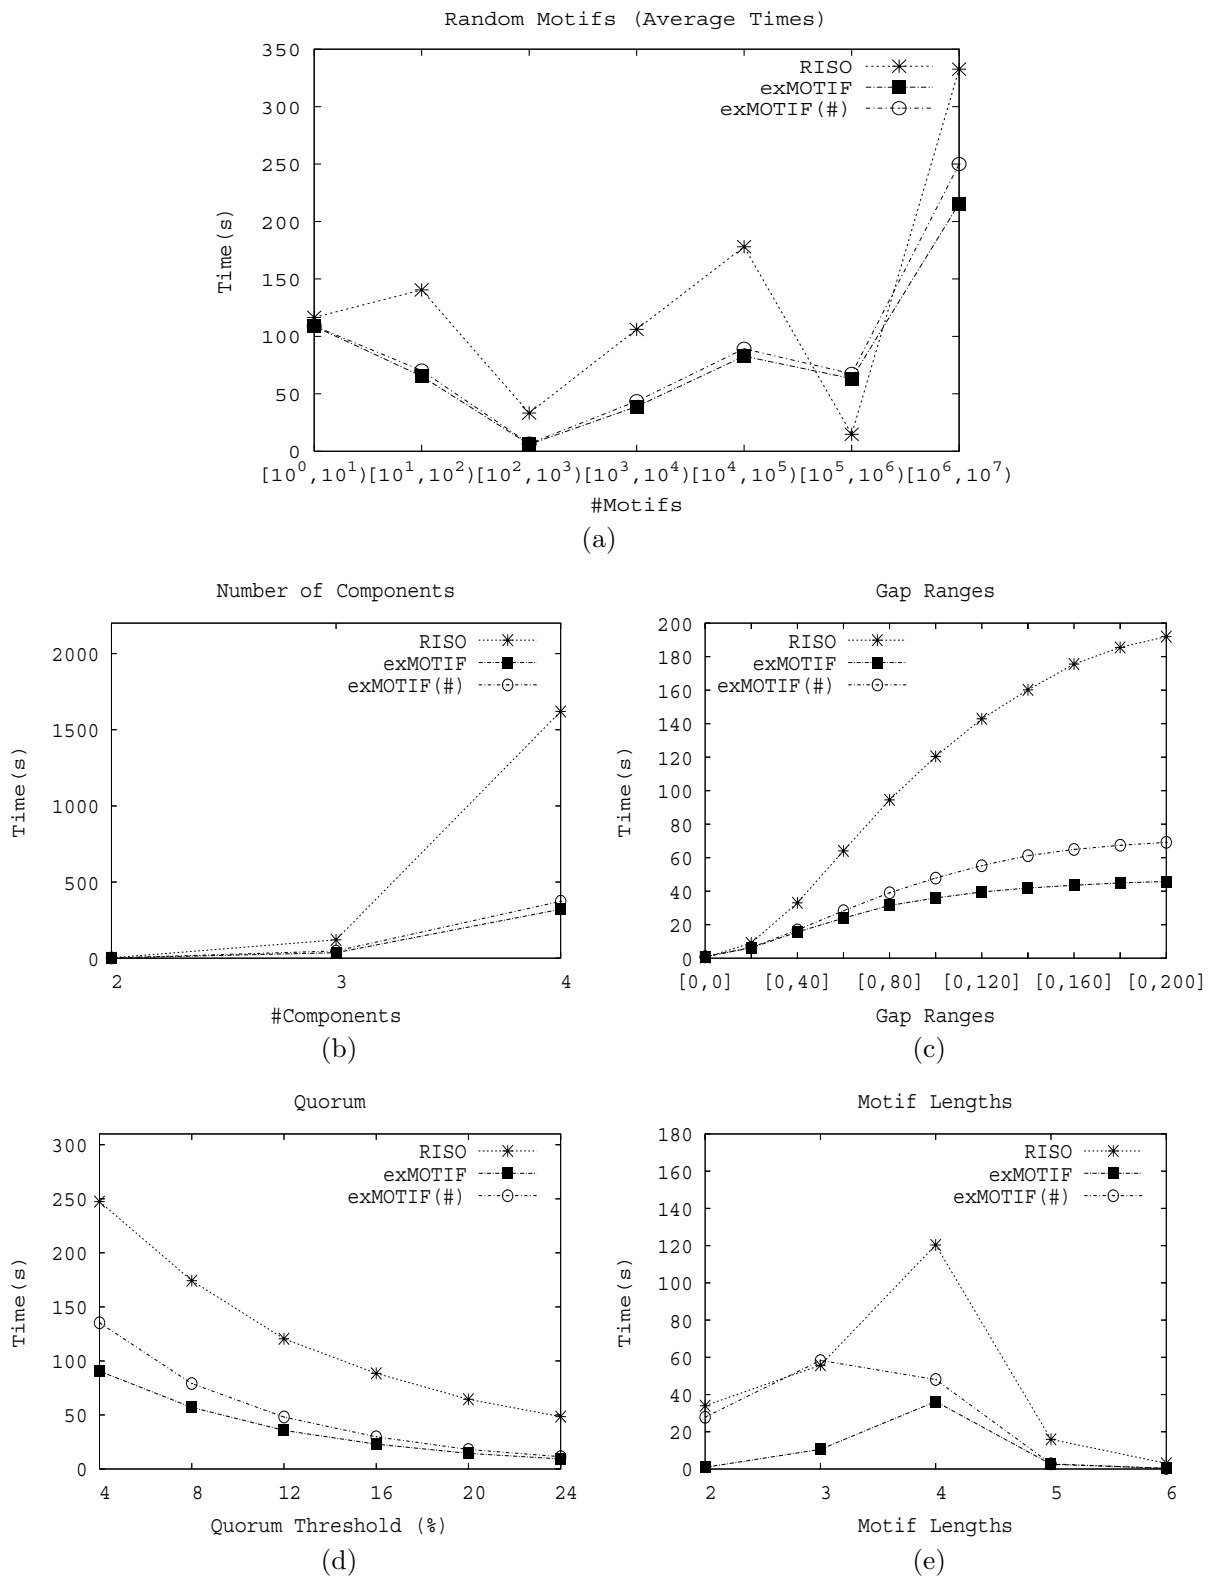 Random Motifs (Average Times)
350
300
250
200
150
100
50
0
Time(s)
RISO
exMOTIF
exMOTIF(#)
[10^0,10^1) [10^1,10^2) [10^2,10^3) [10^3,10^4) [10^4,10^5) [10^5,10^6) [10^6,10^7)
#Motifs
(a)
Number of Components
2000
1500
1000
500
0
Time(s)
RISO
exMOTIF
exMOTIF(#)
2 3 4
#Components
(b)
Gap Ranges
200
180
160
140
120
100
80
60
40
20
0
Time(s)
RISO
exMOTIF
exMOTIF(#)
[0,0] [0,40] [0,80] [0,120] [0,160] [0,200]
Gap Ranges
(c)
Quorum
300
250
200
150
100
50
0
Time(s)
RISO
exMOTIF
exMOTIF(#)
4 8 12 16 20 24
Quorum Threshold (%)
(d)
Motif Lengths
180
160
140
120
100
80
60
40
20
0
Time(s)
RISO
exMOTIF
exMOTIF(#)
2 3 4 5 6
Motif Lengths
(e)